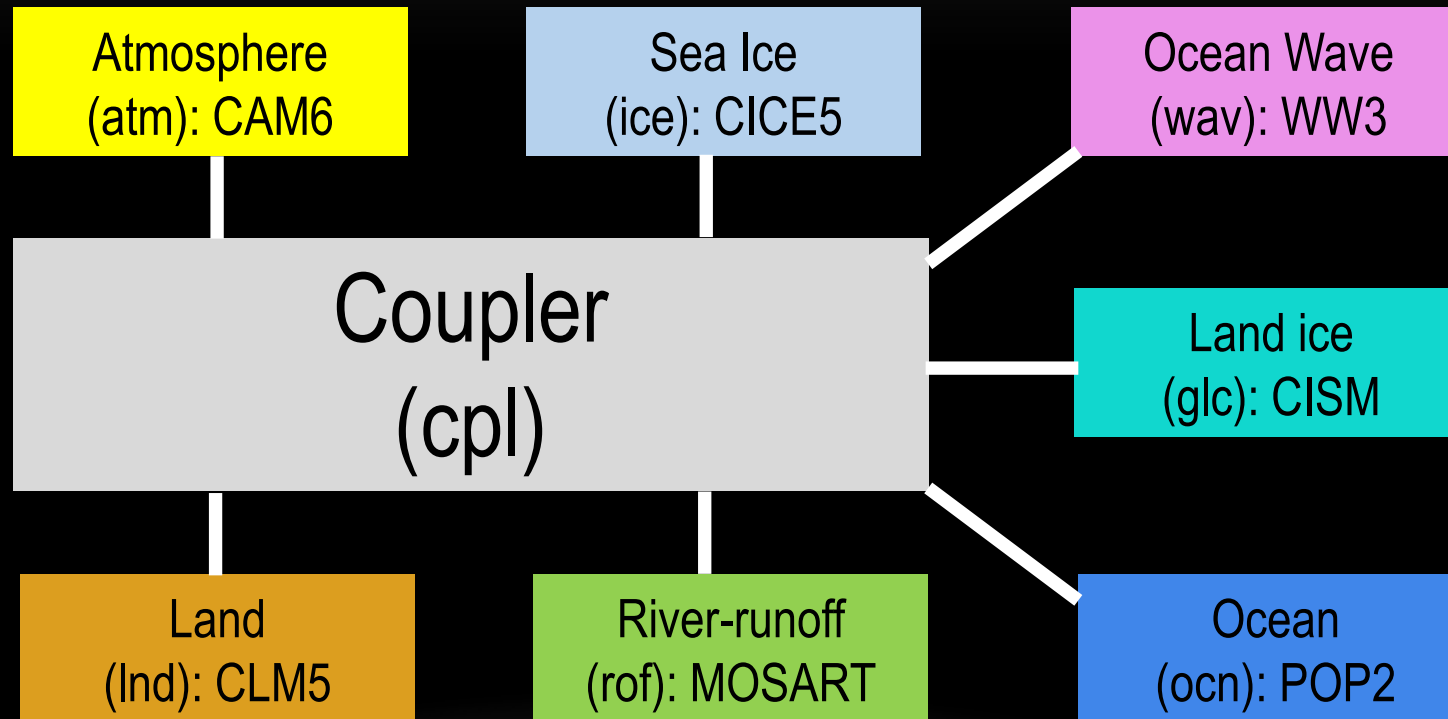 Atmosphere
(atm): CAM6
Sea Ice
(ice): CICE5
Ocean Wave
(wav): WW3
Coupler
(cpl)
Land ice
(glc): CISM
Land
(lnd): CLM5
River-runoff
(rof): MOSART
Ocean
(ocn): POP2